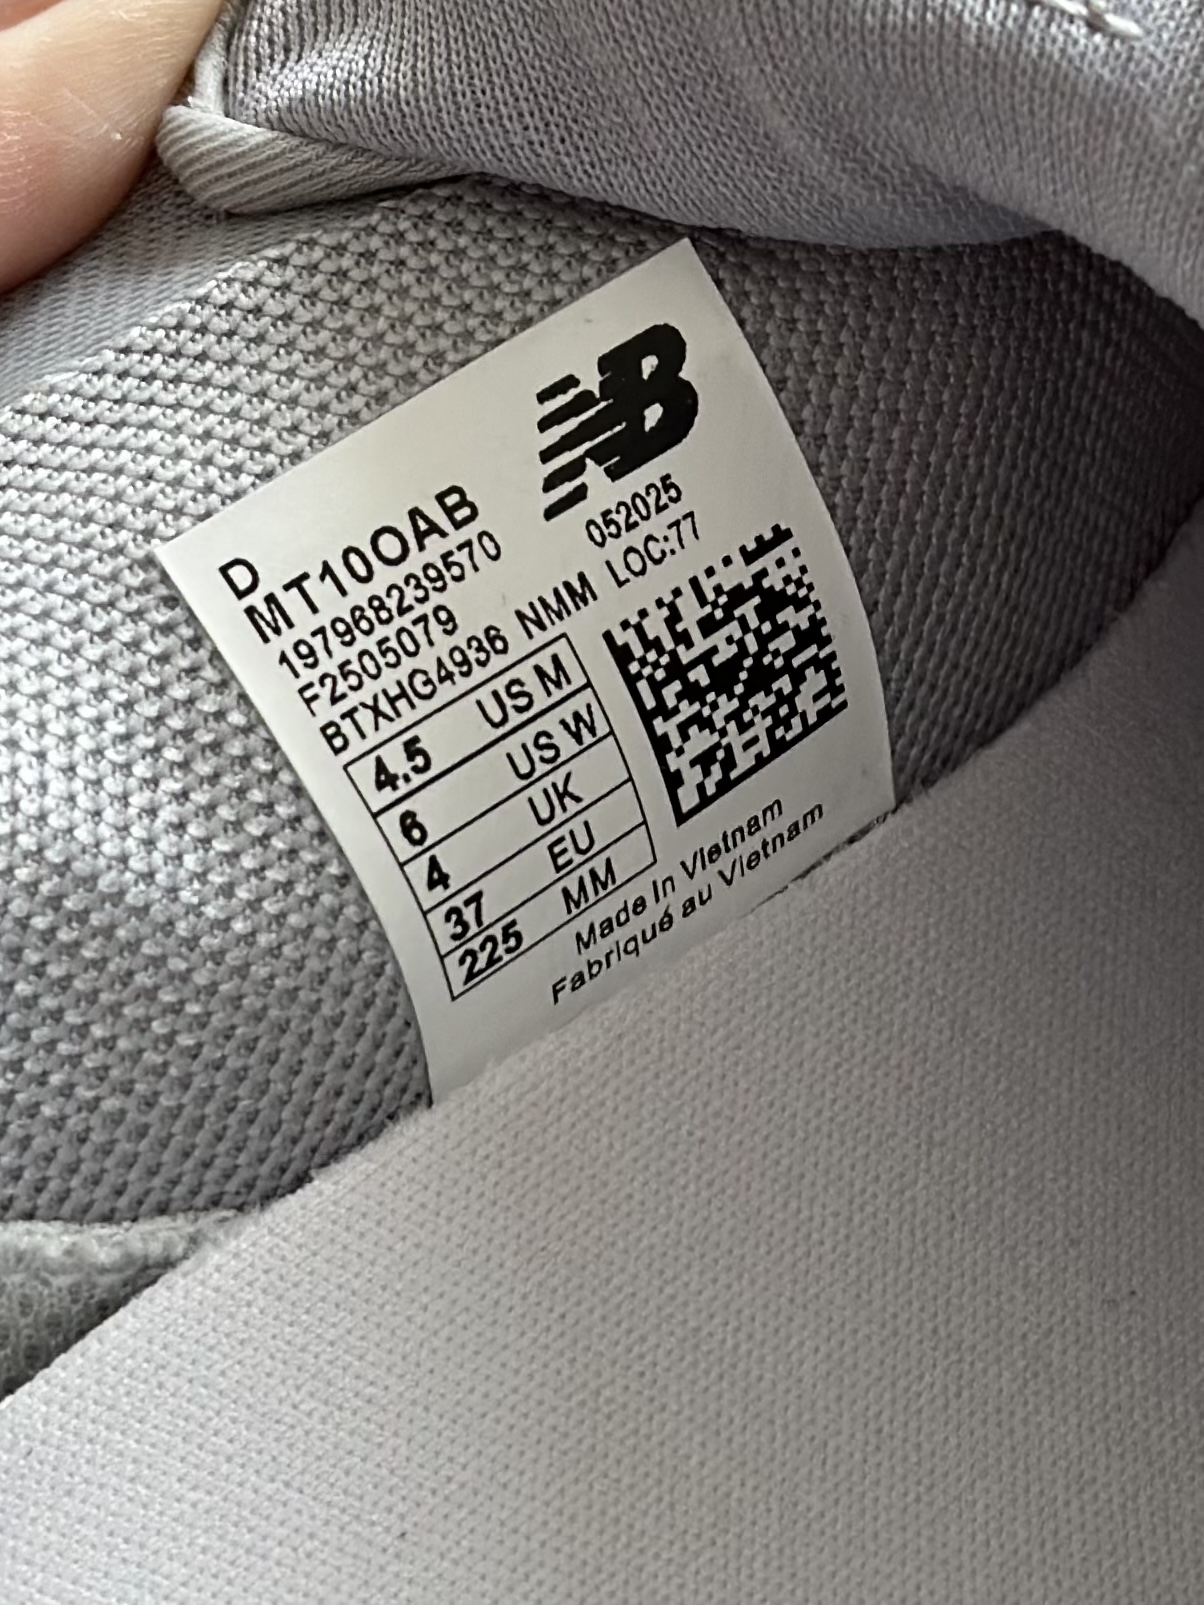 NB
052025
D
MT10OAB
197968239570
F2505079
BTXHG4936 NMM LOC:77
4.5 US M
6 US W
4 UK
37 EU
225 MM
Made In Vietnam
Fabriqué au Vietnam